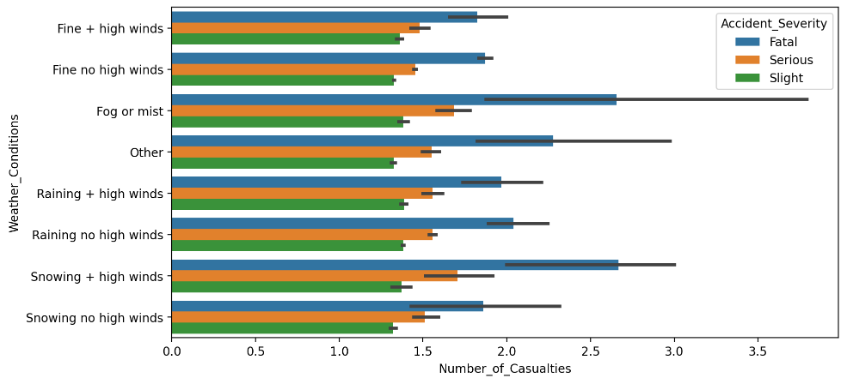 Accident_Severity
Fatal
Serious
Slight
Weather_Conditions
Fine + high winds
Fine no high winds
Fog or mist
Other
Raining + high winds
Raining no high winds
Snowing + high winds
Snowing no high winds
0.0 0.5 1.0 1.5 2.0 2.5 3.0 3.5
Number_of_Casualties